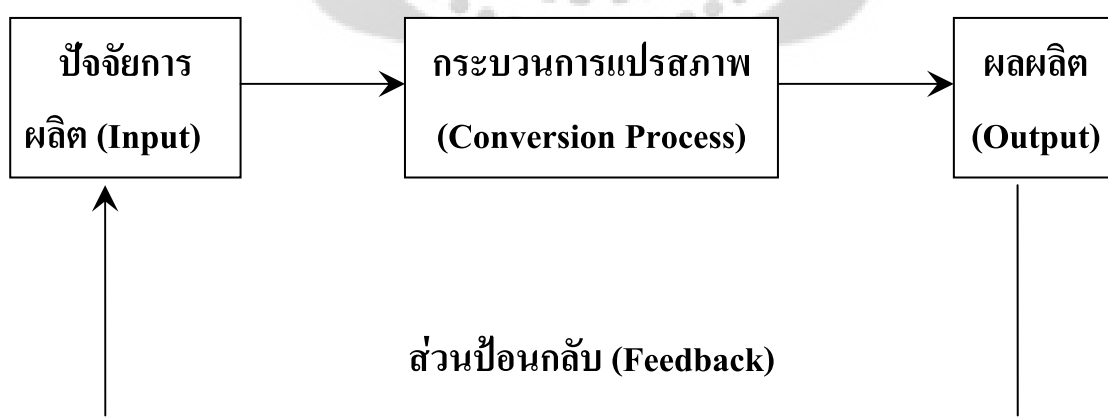 ปัจจัยการ
ผลิต (Input)
กระบวนการแปรสภาพ
(Conversion Process)
ผลผลิต
(Output)
ส่วนป้อนกลับ (Feedback)